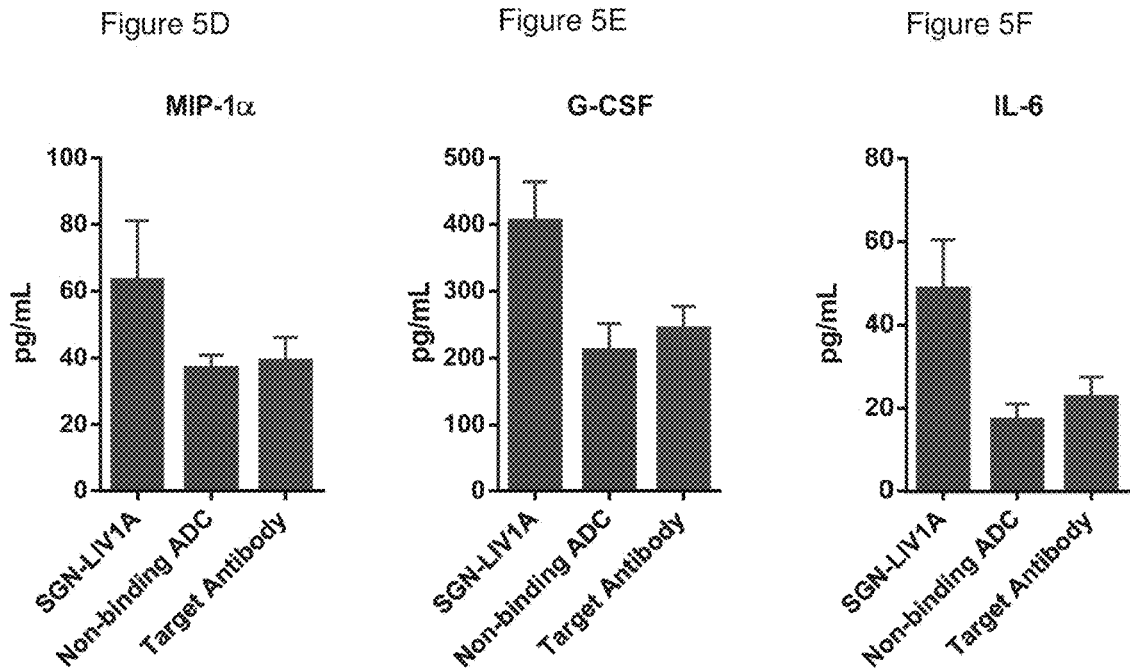 Figure 5D
MIP-1α
100
80
60
40
20
0
pg/mL
SGN-LIV1A
Non-binding ADC
Target Antibody
Figure 5E
G-CSF
500
400
300
200
100
0
pg/mL
SGN-LIV1A
Non-binding ADC
Target Antibody
Figure 5F
IL-6
80
60
40
20
0
pg/mL
SGN-LIV1A
Non-binding ADC
Target Antibody